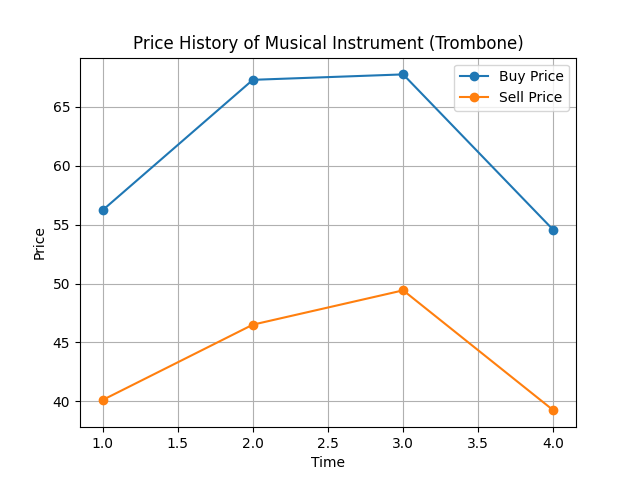 Price History of Musical Instrument (Trombone)
Buy Price
Sell Price
65
60
55
50
45
40
Price
1.0 1.5 2.0 2.5 3.0 3.5 4.0
Time